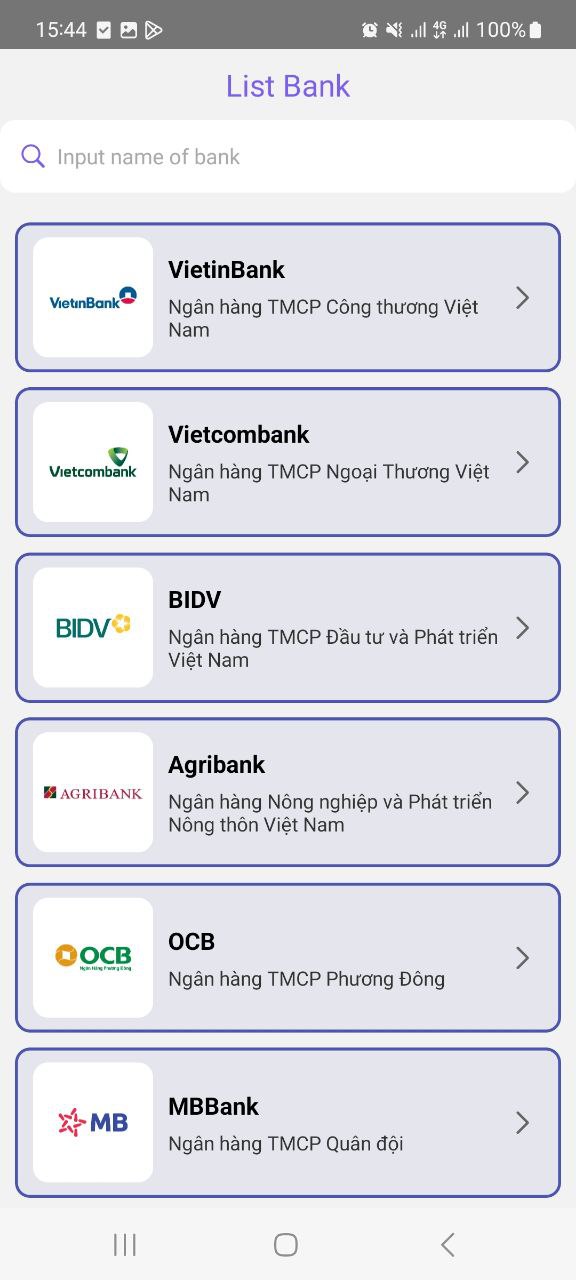 15:44
4G
100%
List Bank
Input name of bank
VietinBank
VietinBank
Ngân hàng TMCP Công thương Việt
Nam
Vietcombank
Vietcombank
Ngân hàng TMCP Ngoại Thương Việt
Nam
BIDV
BIDV
Ngân hàng TMCP Đầu tư và Phát triển
Việt Nam
AGRIBANK
Agribank
Ngân hàng Nông nghiệp và Phát triển
Nông thôn Việt Nam
OCB
Ngân Hàng Phương Đông
OCB
Ngân hàng TMCP Phương Đông
MB
MBBank
Ngân hàng TMCP Quân đội